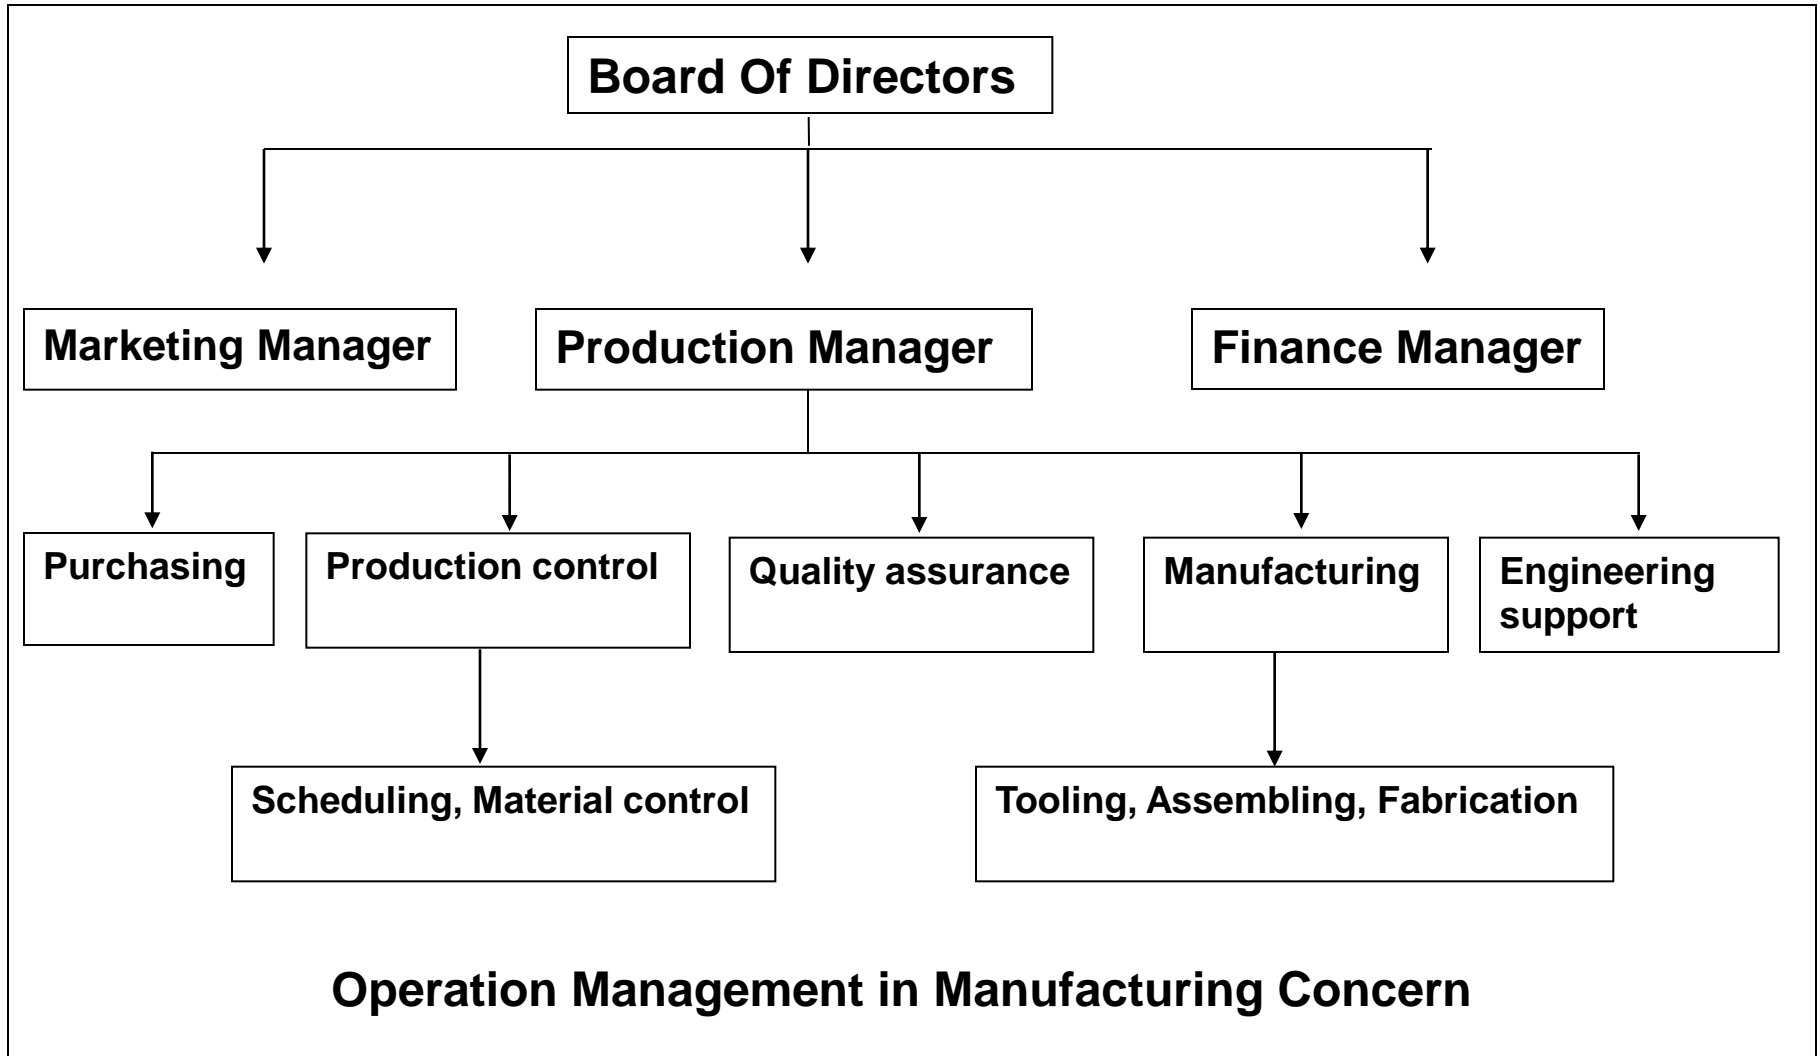 Board Of Directors
Marketing Manager
Production Manager
Finance Manager
Purchasing
Production control
Quality assurance
Manufacturing
Engineering
support
Scheduling, Material control
Tooling, Assembling, Fabrication
Operation Management in Manufacturing Concern